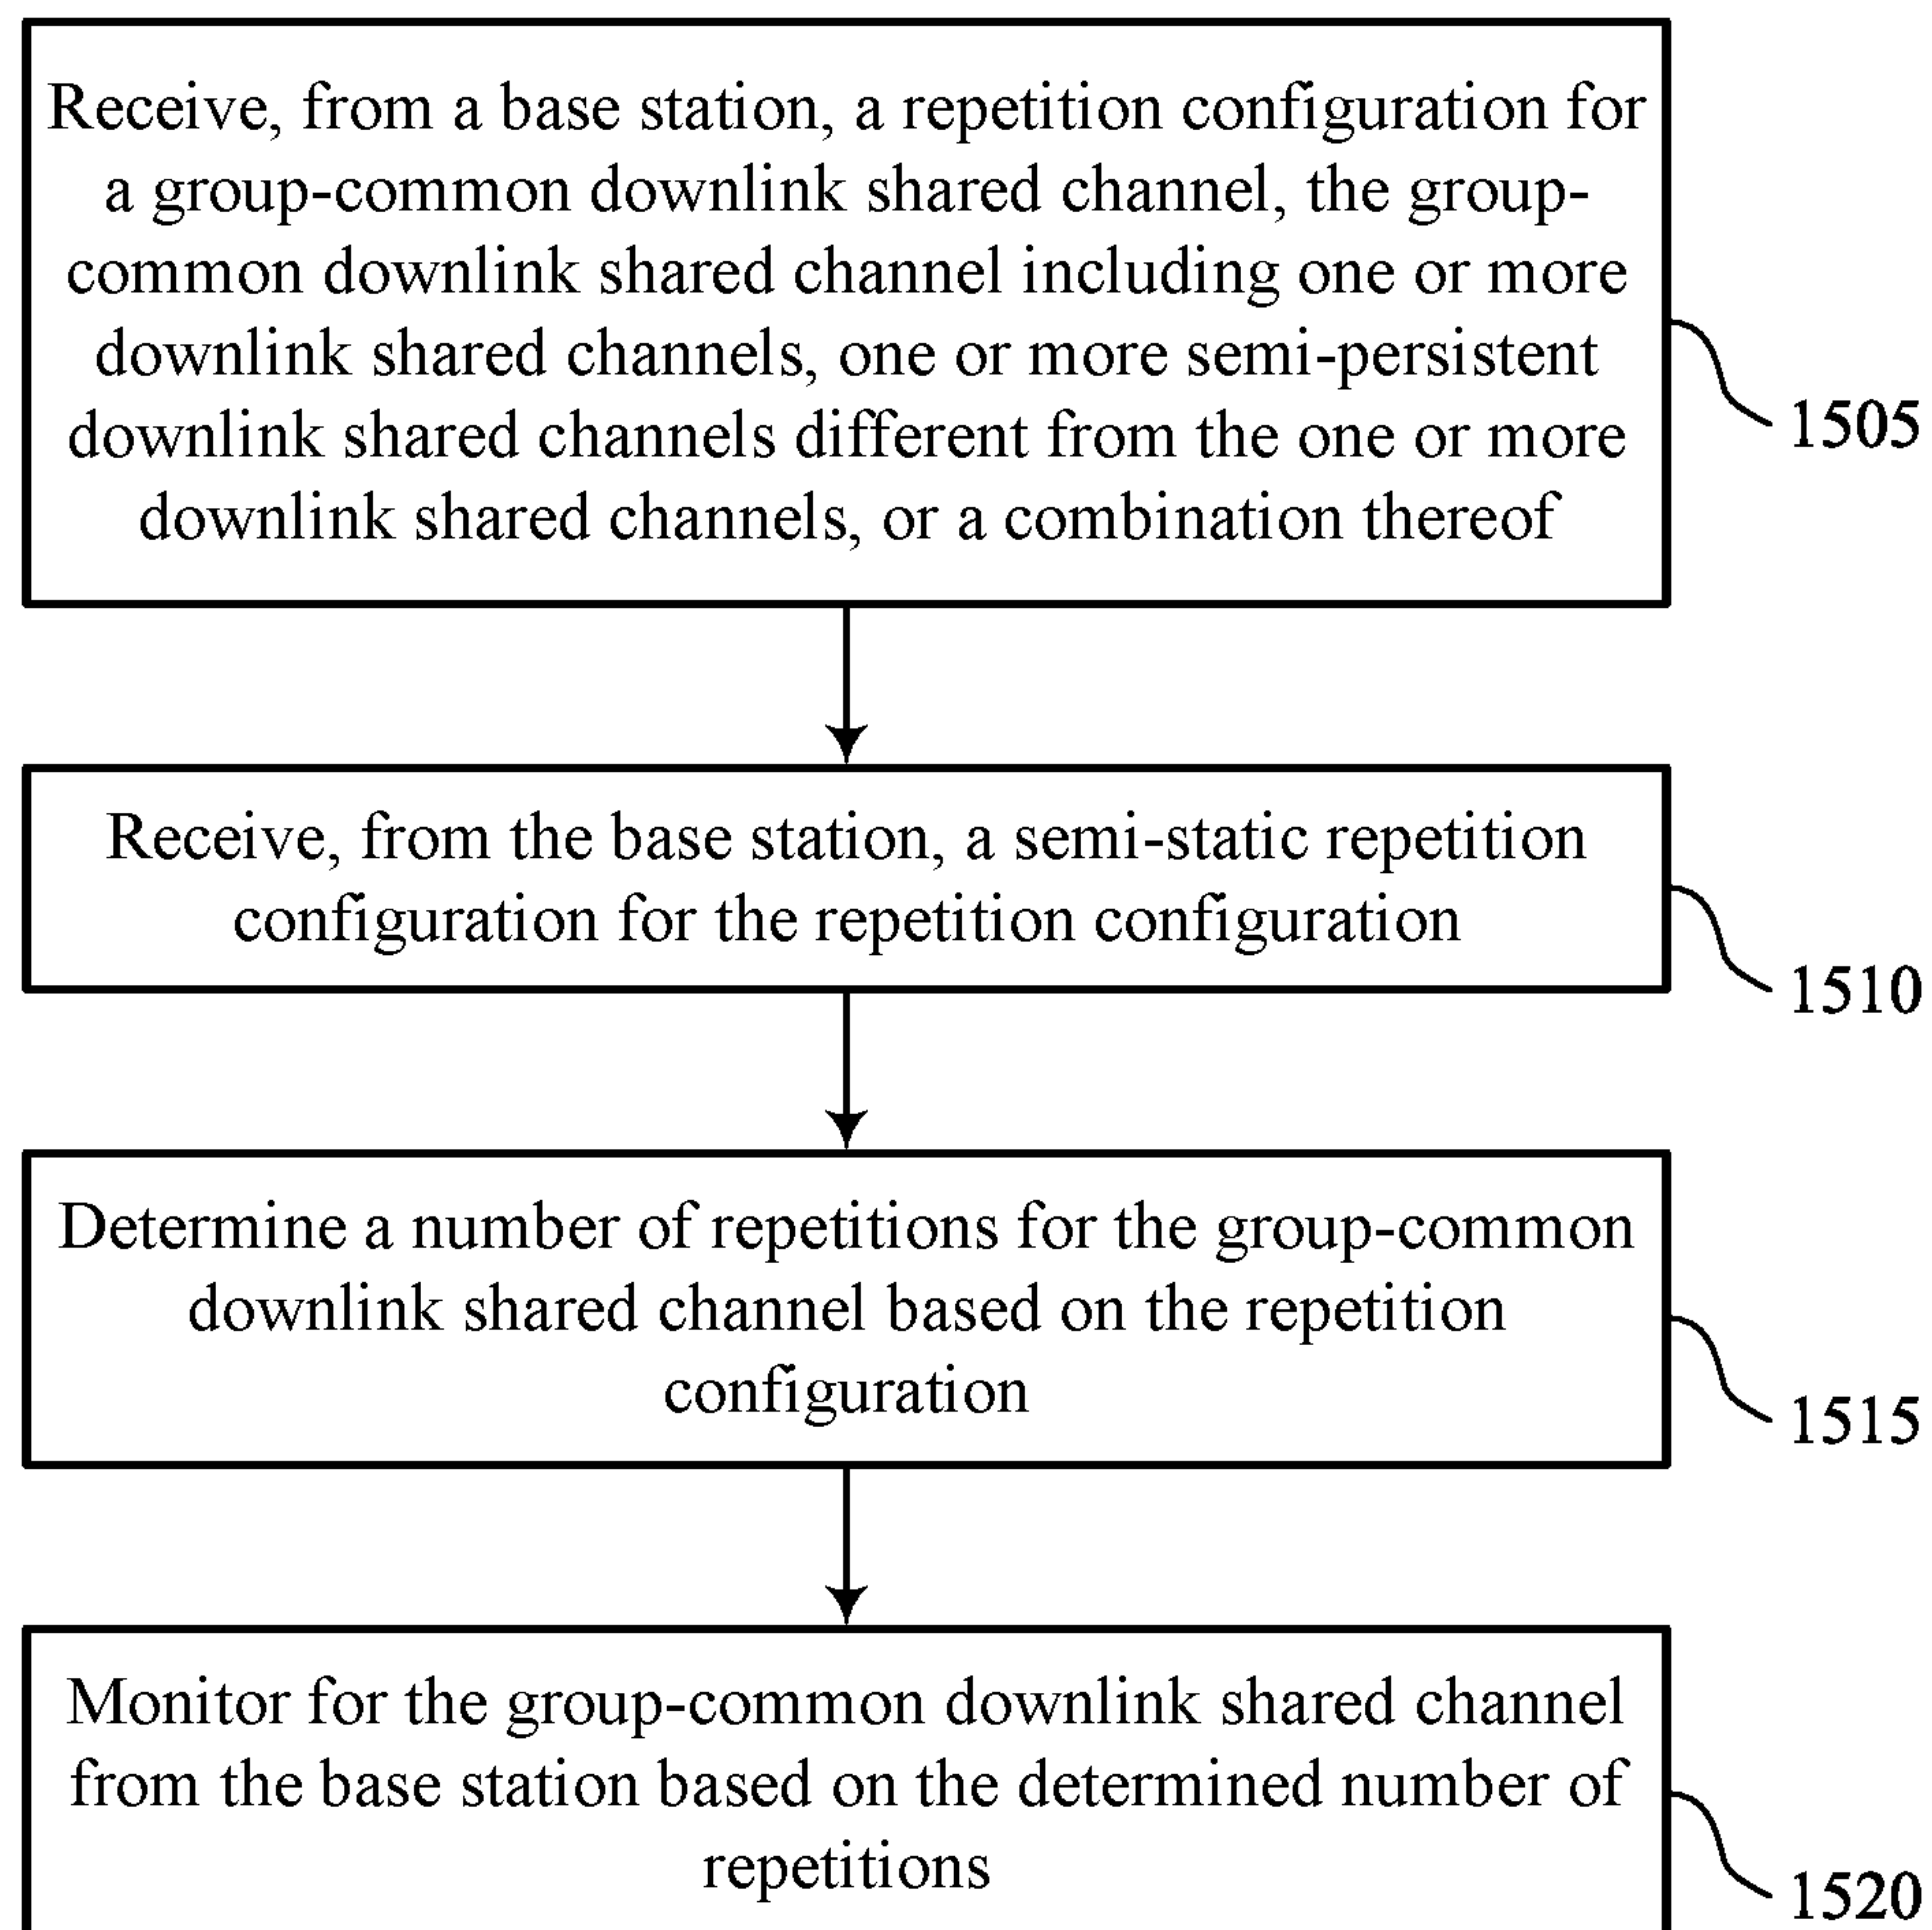 Receive, from a base station, a repetition configuration for
a group-common downlink shared channel, the group-
common downlink shared channel including one or more
downlink shared channels, one or more semi-persistent
downlink shared channels different from the one or more
downlink shared channels, or a combination thereof
1505
Receive, from the base station, a semi-static repetition
configuration for the repetition configuration
1510
Determine a number of repetitions for the group-common
downlink shared channel based on the repetition
configuration
1515
Monitor for the group-common downlink shared channel
from the base station based on the determined number of
repetitions
1520